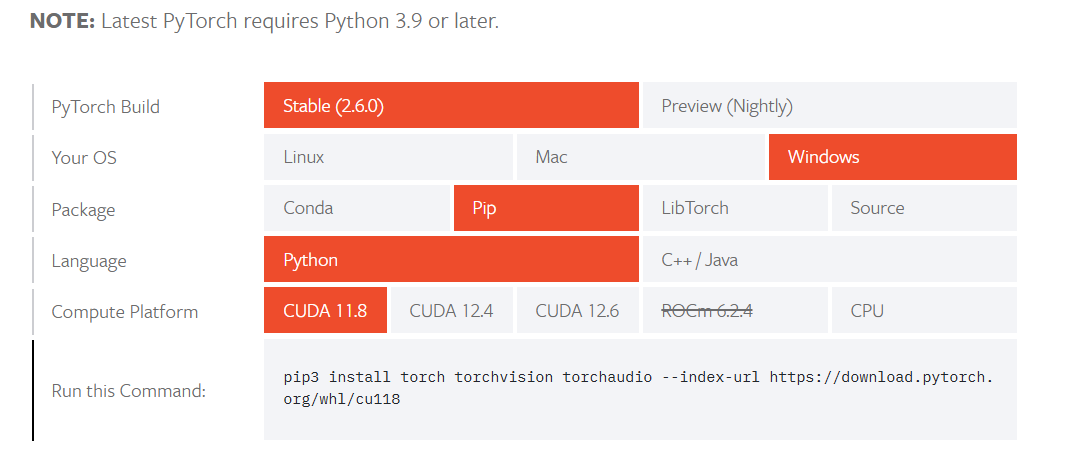 NOTE: Latest PyTorch requires Python 3.9 or later.
PyTorch Build Stable (2.6.0) Preview (Nightly)
Your OS Linux Mac Windows
Package Conda Pip LibTorch Source
Language Python C++ / Java
Compute Platform CUDA 11.8 CUDA 12.4 CUDA 12.6 ROCm 6.2.4 CPU
Run this Command: pip3 install torch torchvision torchaudio --index-url https://download.pytorch.
org/whl/cu118